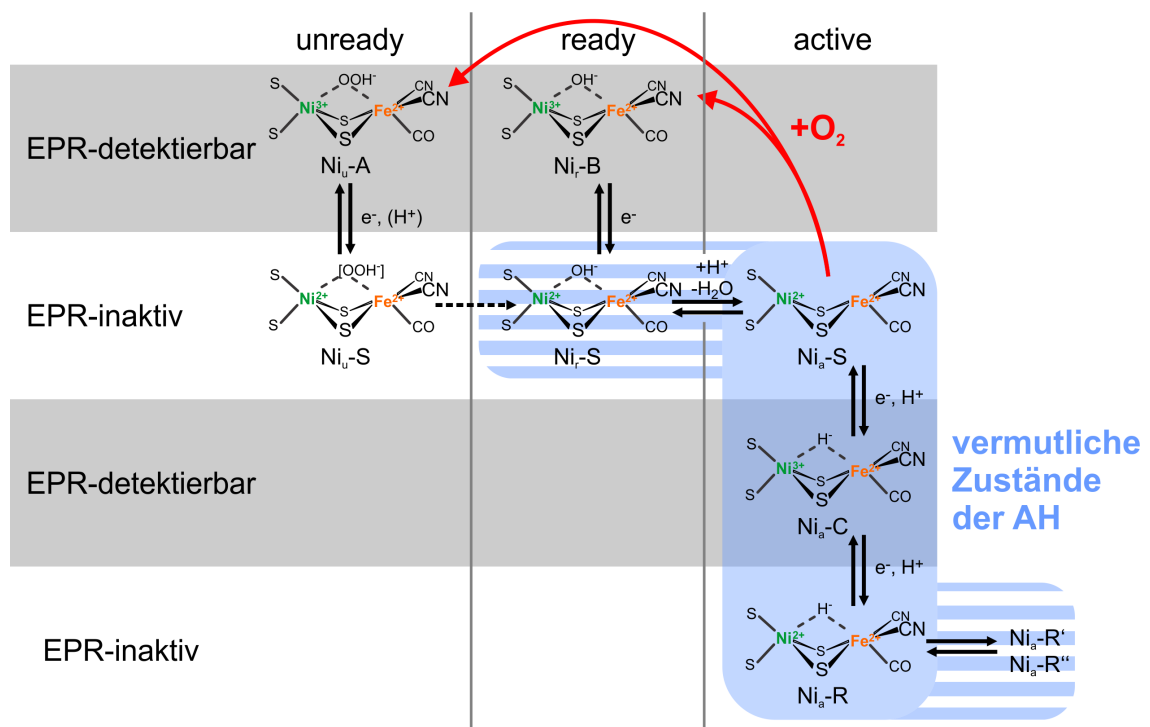 unready
ready
active
EPR-detektierbar
S
S
Ni3+
OOH-
S
S
Fe2+
CN
CN
CO
Niu-A
S
S
Ni3+
OH-
S
S
Fe2+
CN
CN
CO
Nir-B
+O2
e-, (H+)
e-
EPR-inaktiv
S
S
Ni2+
[OOH-]
S
S
Fe2+
CN
CN
CO
Niu-S
S
S
Ni2+
OH-
S
S
Fe2+
CN
CN
CO
Nir-S
+H+
-H2O
S
S
Ni2+
S
S
Fe2+
CN
CN
CO
Nia-S
e-, H+
EPR-detektierbar
S
S
Ni3+
H-
S
S
Fe2+
CN
CN
CO
Nia-C
vermutliche
Zustände
der AH
e-, H+
EPR-inaktiv
S
S
Ni2+
H-
S
S
Fe2+
CN
CN
CO
Nia-R
Nia-R‘
Nia-R“